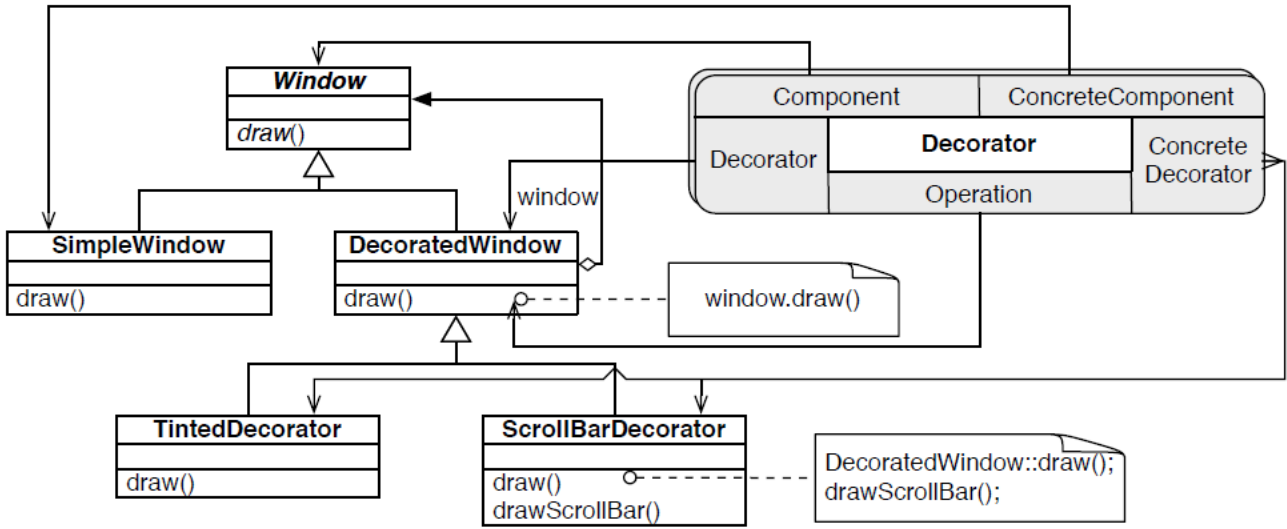 Window
draw()
Component
ConcreteComponent
Decorator
Decorator
Concrete
Decorator
Operation
window
SimpleWindow
draw()
DecoratedWindow
draw()
window.draw()
TintedDecorator
draw()
ScrollBarDecorator
draw()
drawScrollBar()
DecoratedWindow::draw();
drawScrollBar();